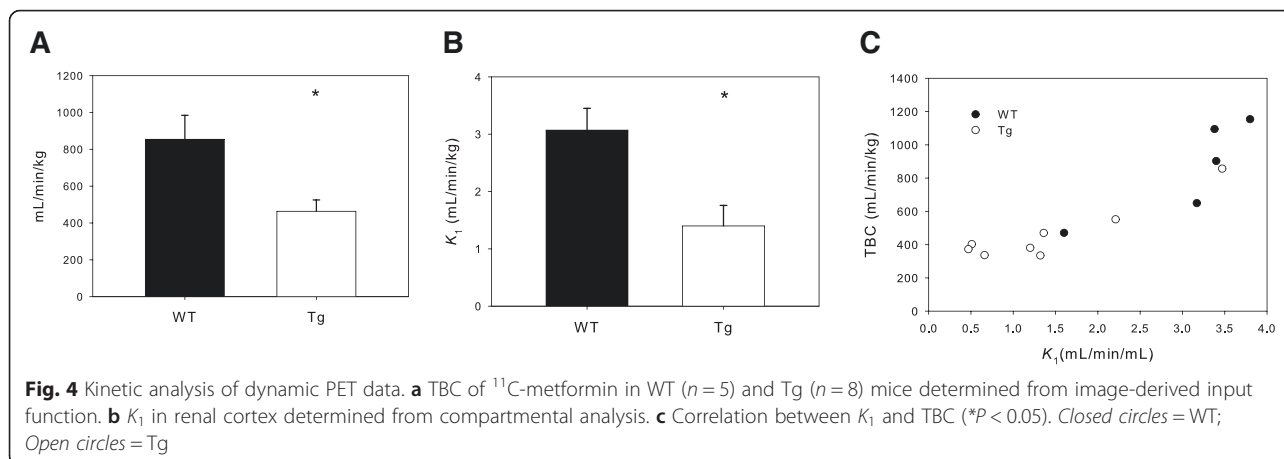 A
mL/min/kg
1200
1000
800
600
400
200
0
*
WT
Tg
B
K₁ (mL/min/kg)
4
3
2
1
0
*
WT
Tg
C
TBC (mL/min/kg)
1400
1200
1000
800
600
400
200
0
WT
Tg
0.0 0.5 1.0 1.5 2.0 2.5 3.0 3.5 4.0
K₁(mL/min/mL)
Fig. 4 Kinetic analysis of dynamic PET data. a TBC of ¹¹C-metformin in WT (n = 5) and Tg (n = 8) mice determined from image-derived input
function. b K₁ in renal cortex determined from compartmental analysis. c Correlation between K₁ and TBC (*P < 0.05). Closed circles = WT;
Open circles = Tg